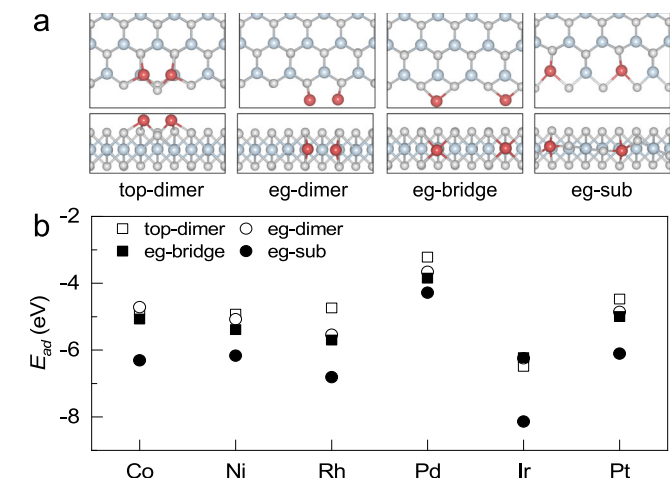 a
top-dimer eg-dimer eg-bridge eg-sub
b
top-dimer eg-dimer
eg-bridge eg-sub
E_ad (eV)
-2
-4
-6
-8
Co Ni Rh Pd Ir Pt